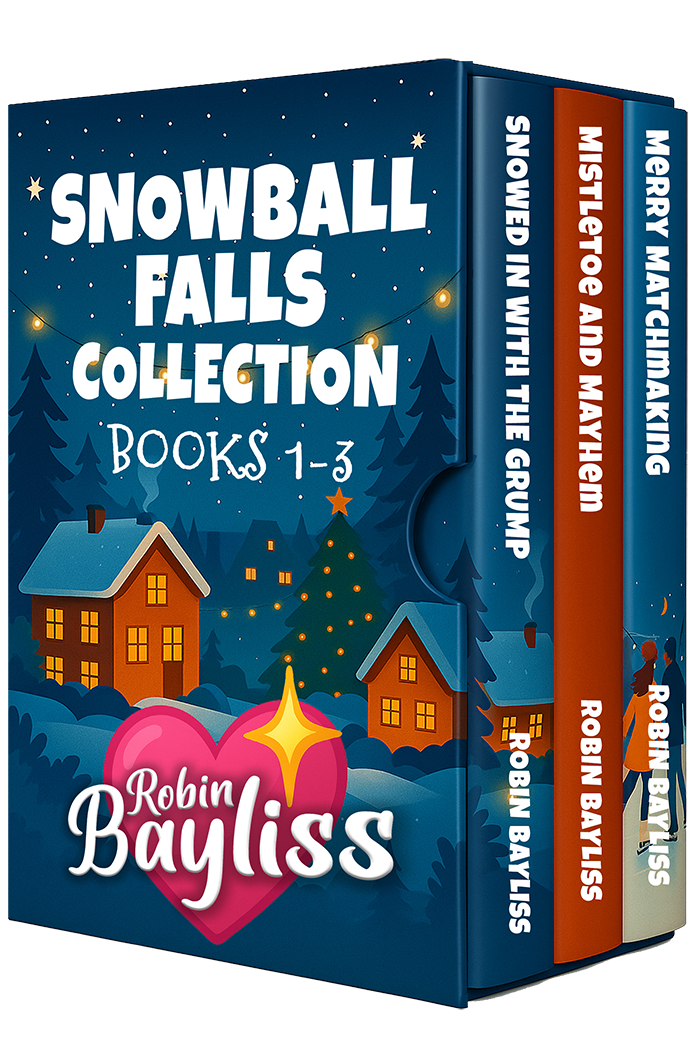 SNOWBALL
FALLS
COLLECTION
BOOKS 1-3
Robin
Bayliss
SNOWED IN WITH THE GRUMP
ROBIN BAYLISS
MISTLETOE AND MAYHEM
ROBIN BAYLISS
MERRY MATCHMAKING
ROBIN BAYLISS